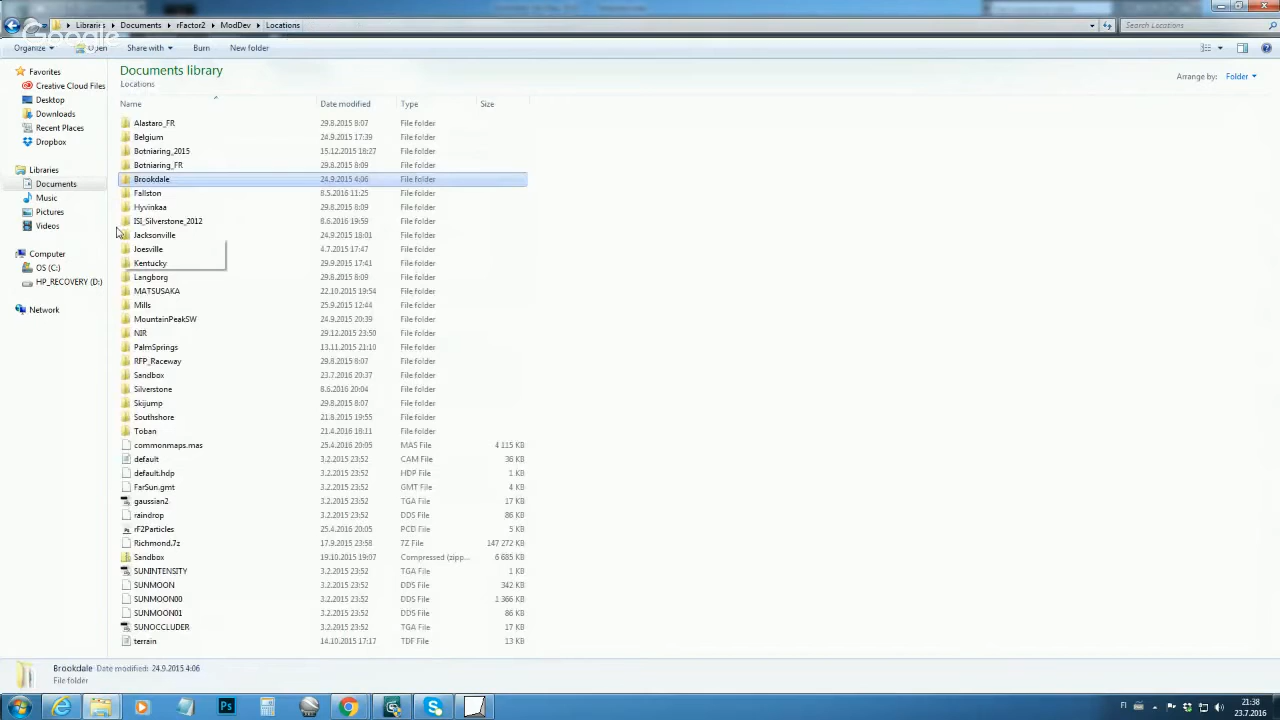 Libraries ▸ Documents ▸ rFactor2 ▸ ModDev ▸ Locations
Search Locations
Organize Open Share with Burn New folder
Documents library
Locations
Arrange by: Folder
Name Date modified Type Size
Favorites
Creative Cloud Files
Desktop
Downloads
Recent Places
Dropbox
Libraries
Documents
Music
Pictures
Videos
Computer
OS (C:)
HP_RECOVERY (D:)
Network
Alastaro_FR 29.8.2015 8:07 File folder
Belgium 24.9.2015 17:39 File folder
Botniaring_2015 15.12.2015 18:27 File folder
Botniaring_FR 29.8.2015 8:09 File folder
Brookdale 24.9.2015 4:06 File folder
Fallston 8.5.2016 11:25 File folder
Hyvinkaa 29.8.2015 8:09 File folder
ISI_Silverstone_2012 8.6.2016 19:59 File folder
Jacksonville 24.9.2015 18:01 File folder
Joesville 4.7.2015 17:47 File folder
Kentucky 29.9.2015 17:41 File folder
Langborg 29.8.2015 8:09 File folder
MATSUSAKA 22.10.2015 19:54 File folder
Mills 25.9.2015 12:44 File folder
MountainPeakSW 24.9.2015 20:39 File folder
NIR 29.12.2015 23:50 File folder
PalmSprings 13.11.2015 21:10 File folder
RFP_Raceway 29.8.2015 8:07 File folder
Sandbox 23.7.2016 20:37 File folder
Silverstone 8.6.2016 20:04 File folder
Skijump 29.8.2015 8:07 File folder
Southshore 21.8.2015 19:55 File folder
Toban 21.4.2016 18:11 File folder
commonmaps.mas 25.4.2016 20:05 MAS File 4 115 KB
default 3.2.2015 23:52 CAM File 36 KB
default.hdp 3.2.2015 23:52 HDP File 1 KB
FarSun.gmt 3.2.2015 23:52 GMT File 4 KB
gaussian2 3.2.2015 23:52 TGA File 17 KB
raindrop 3.2.2015 23:52 DDS File 86 KB
rF2Particles 25.4.2016 20:05 PCD File 5 KB
Richmond.7z 17.9.2015 23:58 7Z File 147 272 KB
Sandbox 19.10.2015 19:07 Compressed (zipp... 6 685 KB
SUNINTENSITY 3.2.2015 23:52 TGA File 1 KB
SUNMOON 3.2.2015 23:52 DDS File 342 KB
SUNMOON00 3.2.2015 23:52 DDS File 1 366 KB
SUNMOON01 3.2.2015 23:52 DDS File 86 KB
SUNOCCLUDER 3.2.2015 23:52 TGA File 17 KB
terrain 14.10.2015 17:17 TDF File 13 KB
Brookdale Date modified: 24.9.2015 4:06
File folder
Ps
FI
21:38
23.7.2016